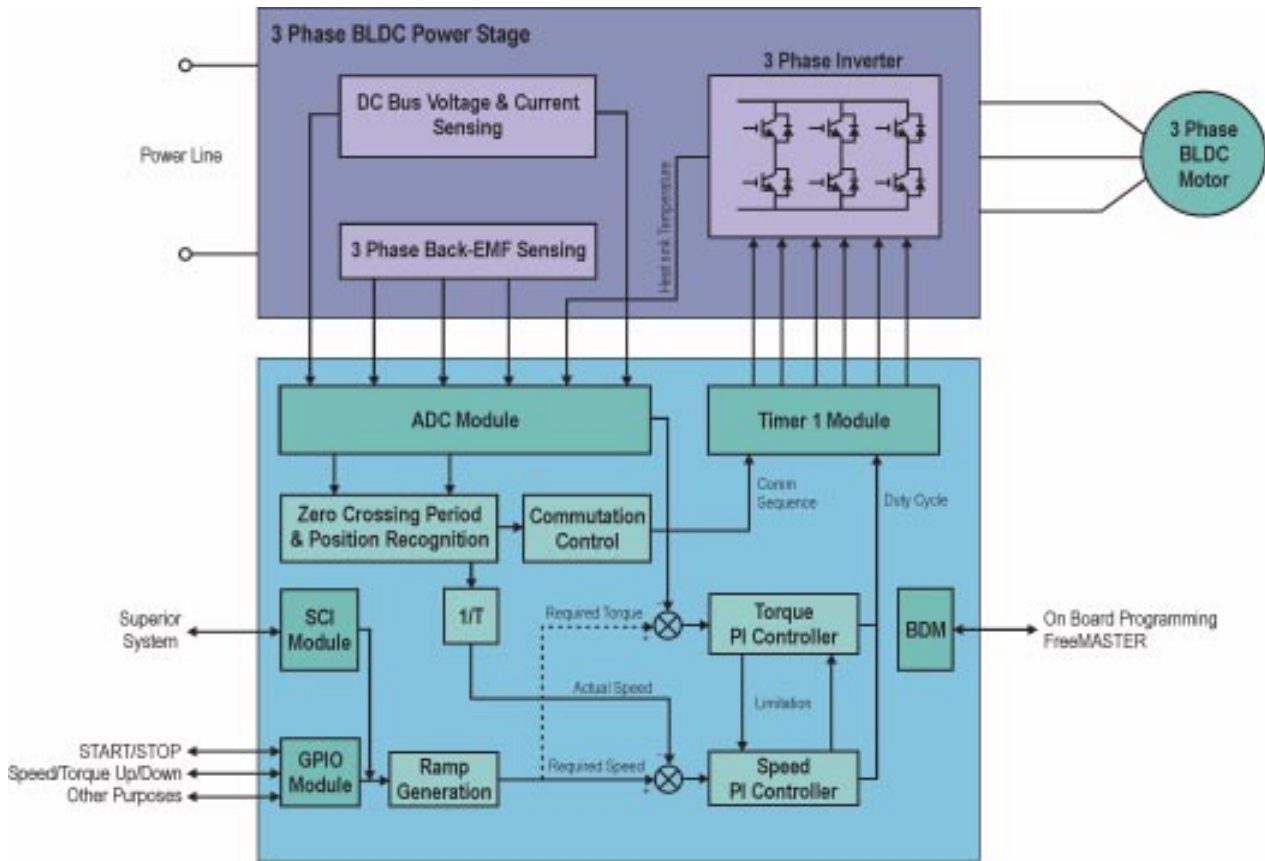 3 Phase BLDC Power Stage
3 Phase Inverter
DC Bus Voltage & Current
Sensing
3 Phase
BLDC
Motor
Power Line
Heat sink Temperature
3 Phase Back-EMF Sensing
ADC Module
Timer 1 Module
Comm
Sequence
Duty Cycle
Zero Crossing Period
& Position Recognition
Commutation
Control
SCI
Module
1/T
Required Torque
Torque
PI Controller
BDM
Superior
System
On Board Programming
FreeMASTER
Actual Speed
Limitation
START/STOP
Speed/Torque Up/Down
Other Purposes
GPIO
Module
Ramp
Generation
Required Speed
Speed
PI Controller